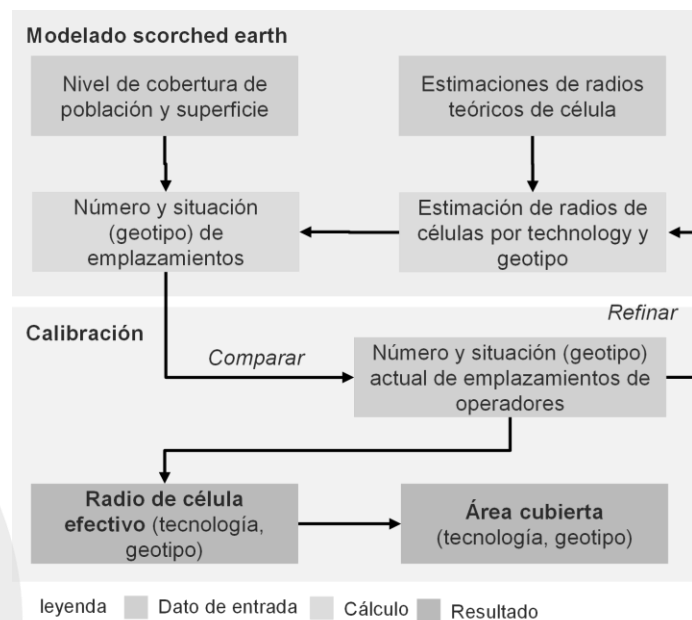 Modelado scorched earth
Nivel de cobertura de
población y superficie
Estimaciones de radios
teóricos de célula
Número y situación
(geotipo) de
emplazamientos
Estimación de radios de
células por technology y
geotipo
Calibración
Refinar
Comparar
Número y situación (geotipo)
actual de emplazamientos de
operadores
Radio de célula
efectivo (tecnología,
geotipo)
Área cubierta
(tecnología, geotipo)
leyenda Dato de entrada Cálculo Resultado